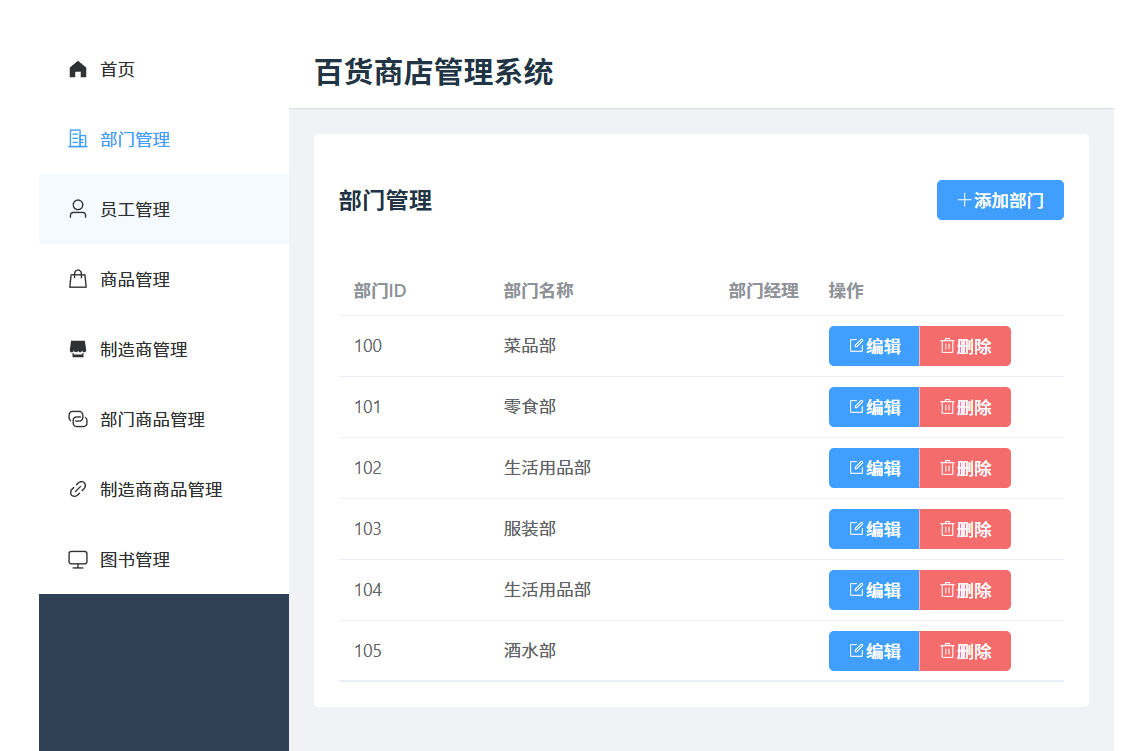 首页
部门管理
员工管理
商品管理
制造商管理
部门商品管理
制造商商品管理
图书管理
百货商店管理系统
部门管理
添加部门
部门ID 部门名称 部门经理 操作
100 菜品部 编辑 删除
101 零食部 编辑 删除
102 生活用品部 编辑 删除
103 服装部 编辑 删除
104 生活用品部 编辑 删除
105 酒水部 编辑 删除